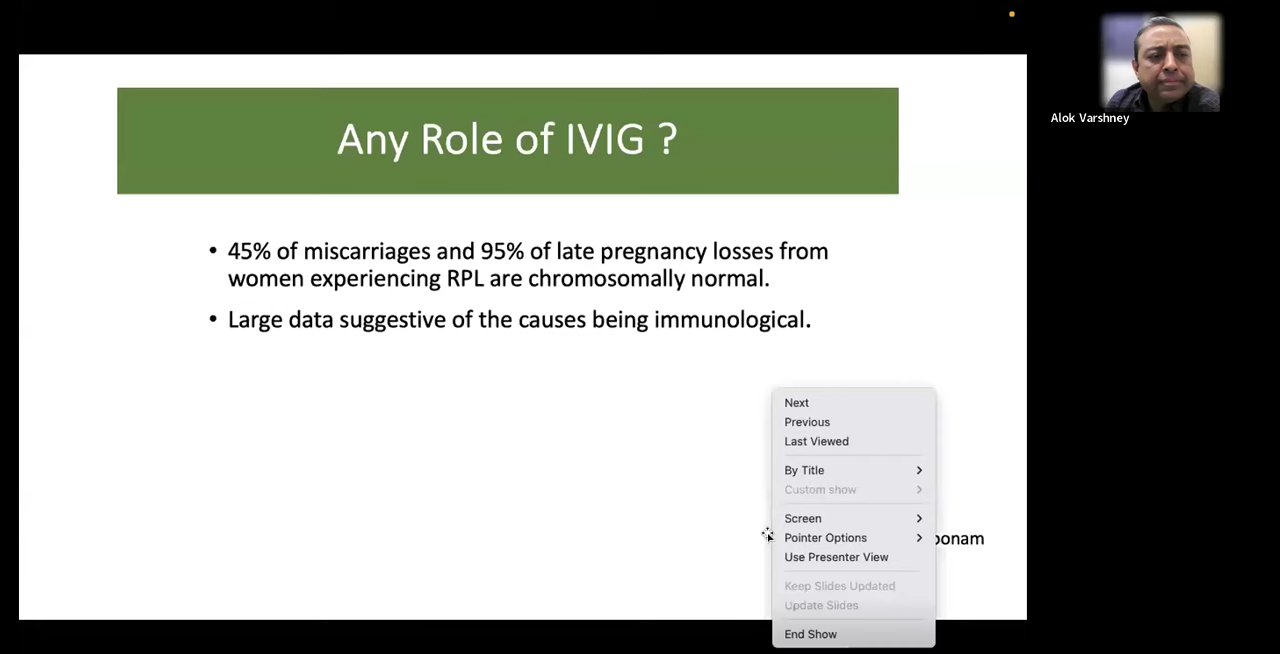 Alok Varshney
Any Role of IVIG ?
• 45% of miscarriages and 95% of late pregnancy losses from
women experiencing RPL are chromosomally normal.
• Large data suggestive of the causes being immunological.
Next
Previous
Last Viewed
By Title
Custom show
Screen
Pointer Options
Use Presenter View
Keep Slides Updated
Update Slides
End Show